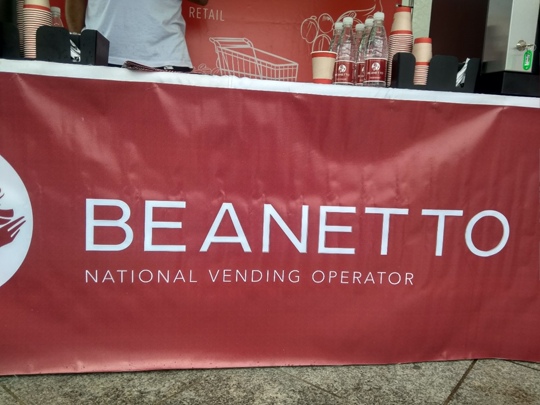 RETAIL
BEANETTO
NATIONAL VENDING OPERATOR